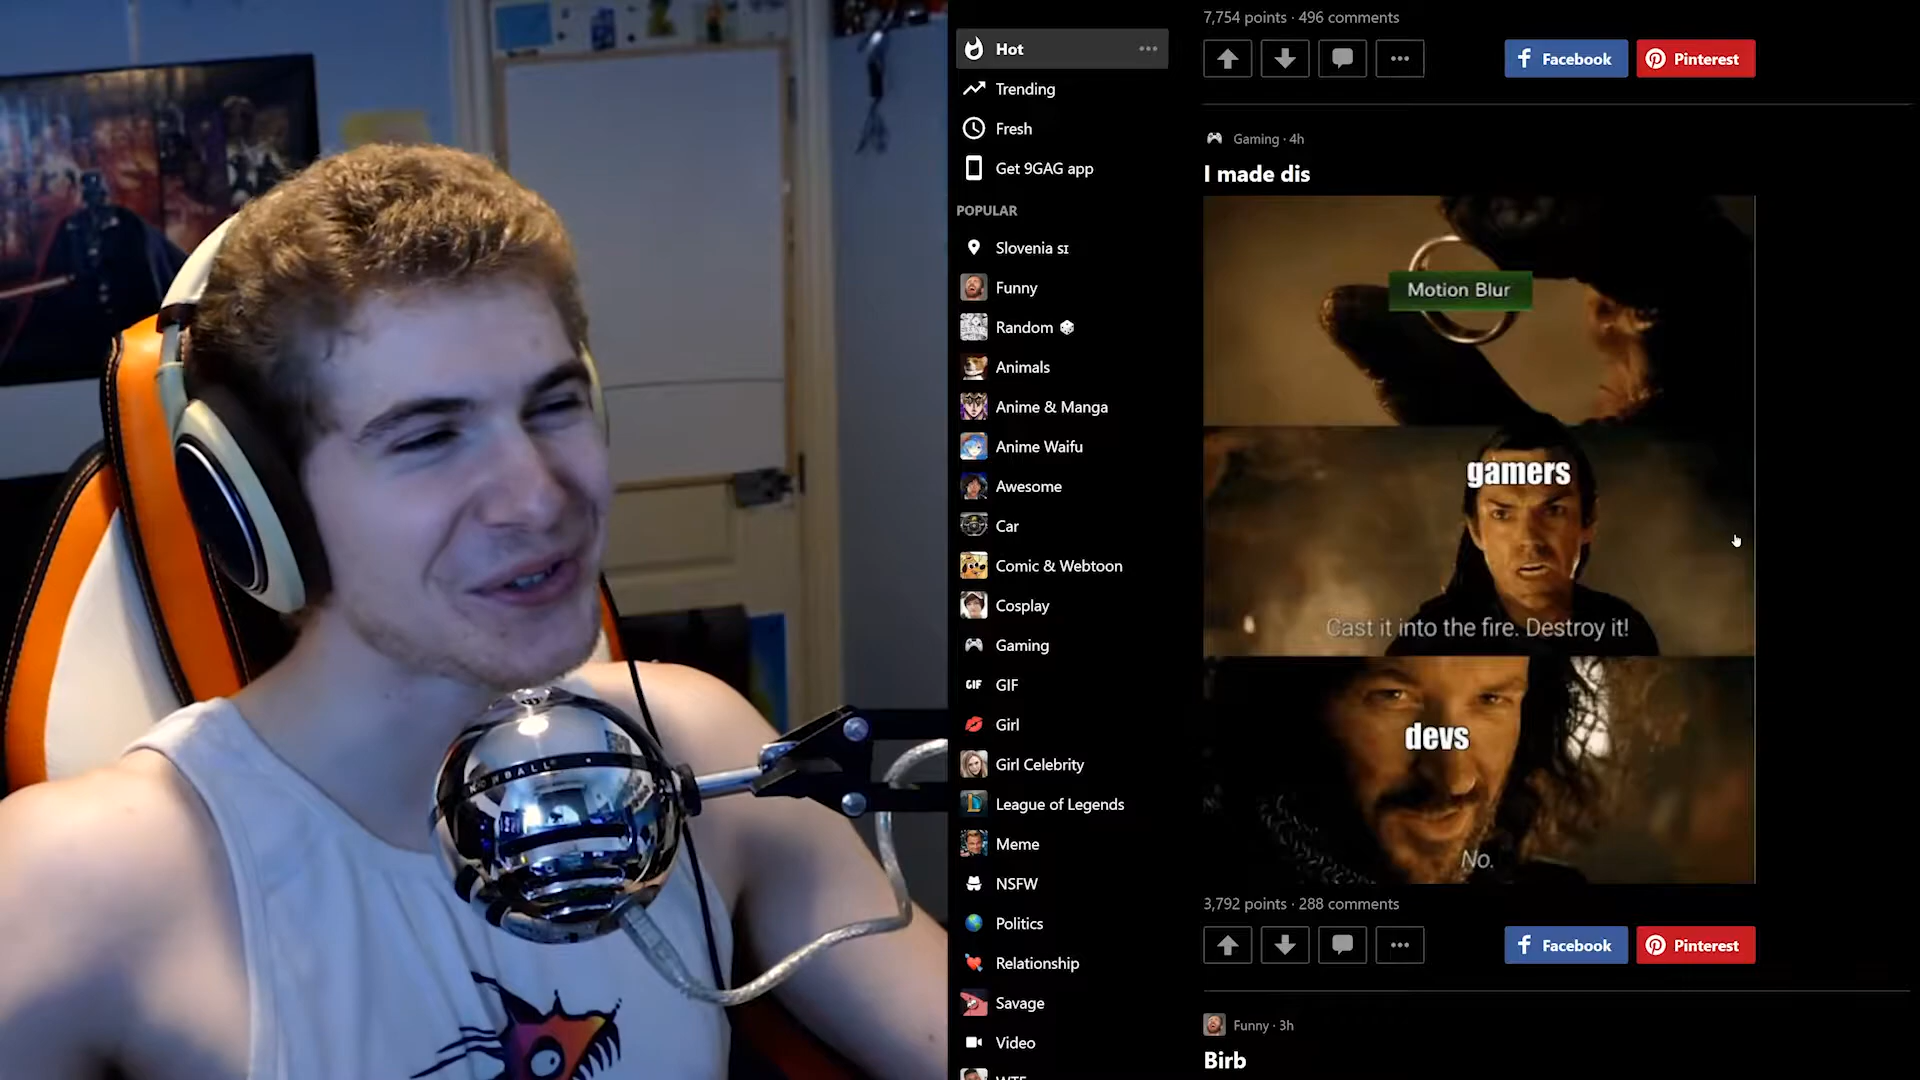 NOWBALL
Hot
Trending
Fresh
Get 9GAG app
POPULAR
Slovenia sɪ
Funny
Random
Animals
Anime & Manga
Anime Waifu
Awesome
Car
Comic & Webtoon
Cosplay
Gaming
GIF GIF
Girl
Girl Celebrity
League of Legends
Meme
NSFW
Politics
Relationship
Savage
Video
7,754 points · 496 comments
Facebook
Pinterest
Gaming · 4h
I made dis
Motion Blur
gamers
Cast it into the fire. Destroy it!
devs
No.
3,792 points · 288 comments
Facebook
Pinterest
Funny · 3h
Birb